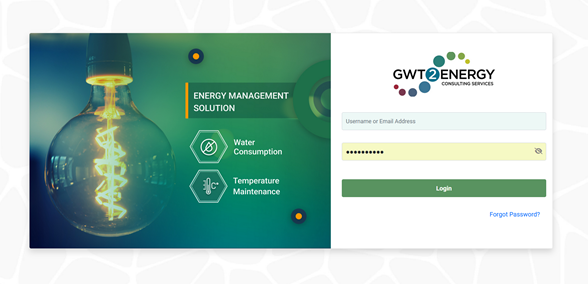 ENERGY MANAGEMENT
SOLUTION
Water
Consumption
Temperature
Maintenance
GWT2ENERGY
CONSULTING SERVICES
Username or Email Address
••••••••••
Login
Forgot Password?